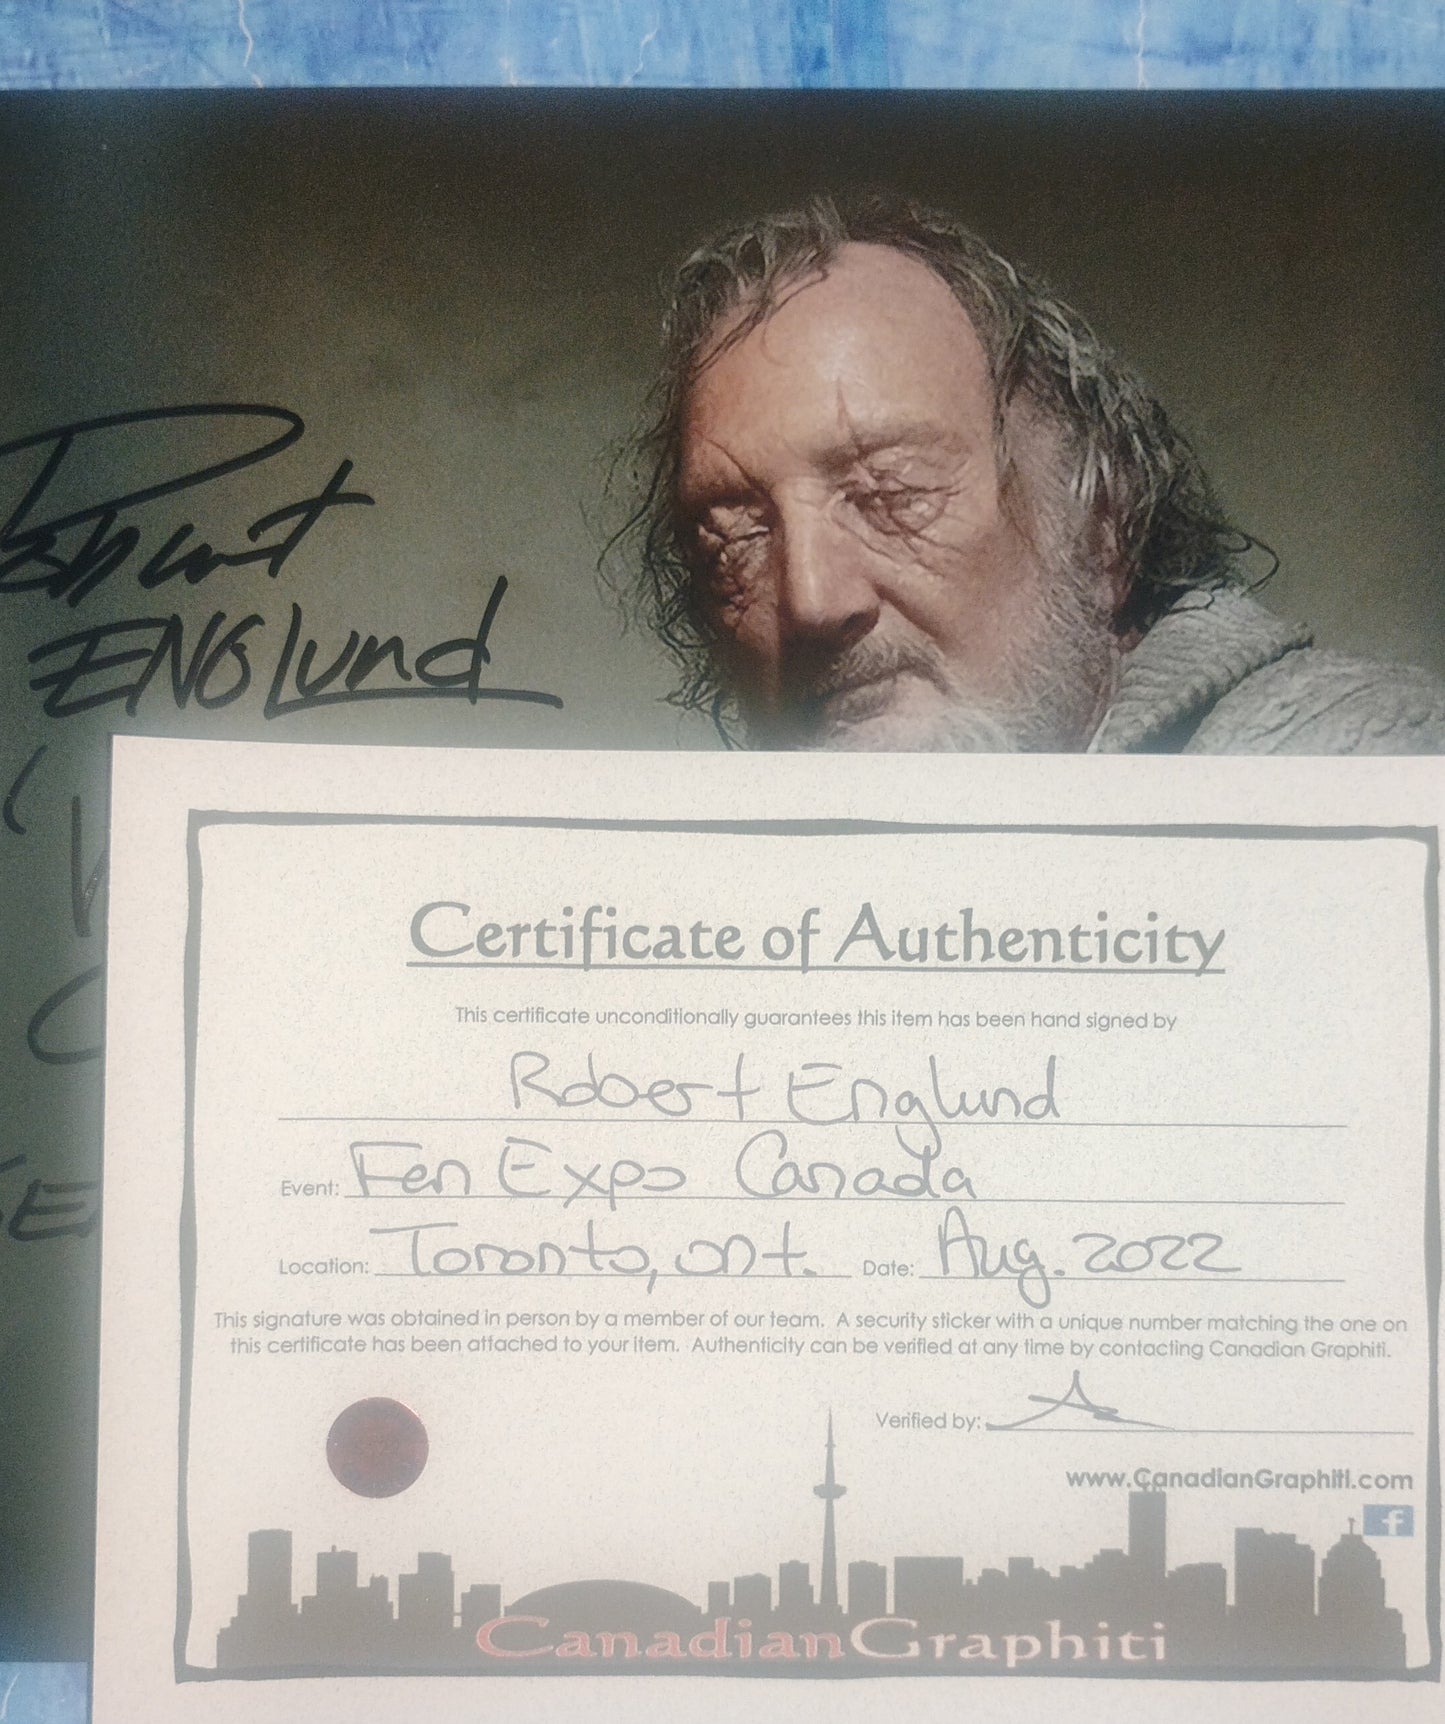 Robert
ENGLund
Certificate of Authenticity
This certificate unconditionally guarantees this item has been hand signed by
Robert Englund
Event: Fen Expo Canada
Location: Toronto, Ont. Date: Aug. 2022
This signature was obtained in person by a member of our team. A security sticker with a unique number matching the one on
this certificate has been attached to your item. Authenticity can be verified at any time by contacting Canadian Graphiti.
Verified by:
www.CanadianGraphiti.com
f
CanadianGraphiti